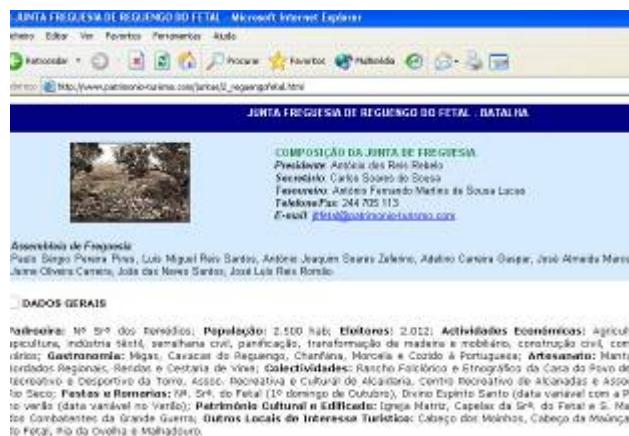 JUNTA FREGUESIA DE REGUENGO DO FETAL - Microsoft Internet Explorer
Editar Ver Favoritos Ferramentas Ajuda
Retroceder Procurar Favoritos Multimédia
http://www.patrimonio-turismo.com/juntas/2_reguengofetal.html
JUNTA FREGUESIA DE REGUENGO DO FETAL . BATALHA
COMPOSIÇÃO DA JUNTA DE FREGUESIA
Presidente: António dos Reis Rebelo
Secretário: Carlos Soares de Sousa
Tesoureiro: António Fernando Martins de Sousa Lucas
Telefone/Fax: 244 705 113
E-mail: jffetal@patrimonio-turismo.com
Assembleia de Freguesia
Paulo Sérgio Pereira Pires, Luis Miguel Reis Santos, António Joaquim Soares Zeferino, Adelino Carreira Gaspar, José Almeida
Jaime Oliveira Carreira, João das Neves Santos, José Luis Reis Romão
DADOS GERAIS
Padroeira: Nª Srª dos Remédios; População: 2.500 hab; Eleitores: 2.012; Actividades Económicas:
apicultura, indústria têxtil, serralharia civil, panificação, transformação de madeira e mobiliário, construção civil,
Gastronomia: Migas, Cavacas do Reguengo, Chanfana, Morcela e Cozido à Portuguesa; Artesanato:
Bordados Regionais, Rendas e Cestaria de Vime; Colectividades: Rancho Folclórico e Etnográfico da Casa do Povo de
Recreativo e Desportivo da Torre, Assoc. Recreativa e Cultural de Alcaidaria, Centro Recreativo de Alcanadas e
Rio Seco; Festas e Romarias: Nª. Srª. do Fetal (1º domingo de Outubro), Divino Espírito Santo (data variável com a
no verão (data variável no Verão); Património Cultural e Edificado: Igreja Matriz, Capelas da Srª. do Fetal e S.
dos Combatentes da Grande Guerra; Outros Locais de Interesse Turístico: Cabeço dos Moinhos, Cabeço da
do Fetal, Pia da Ovelha e Malhadouro.